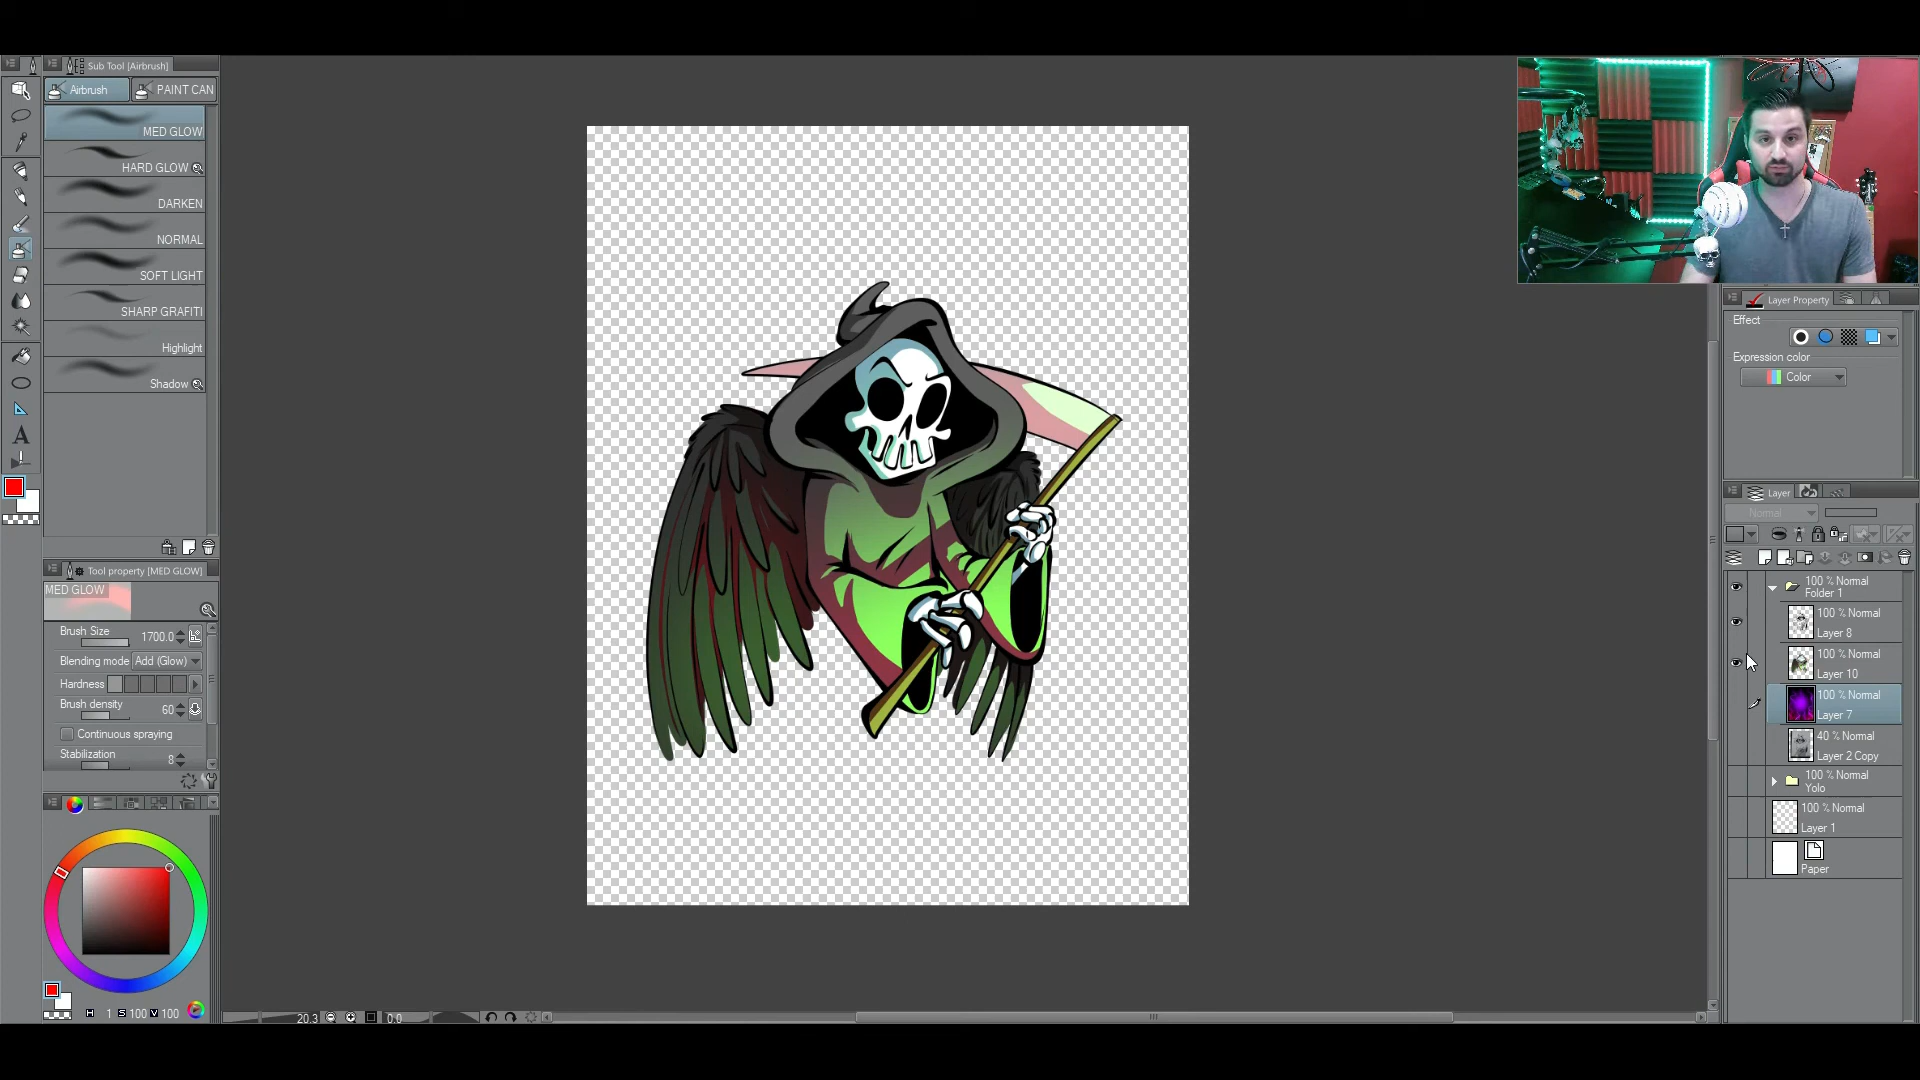 Sub Tool [Airbrush]
Airbrush
PAINT CAN
MED GLOW
HARD GLOW
DARKEN
NORMAL
SOFT LIGHT
SHARP GRAFITI
Highlight
Shadow
Tool property [MED GLOW]
MED GLOW
Brush Size 1700.0
Blending mode Add (Glow)
Hardness
Brush density 60
Continuous spraying
Stabilization 8
H 1 S 100 V 100
20.3
0.0
Layer Property
Effect
Expression color
Color
Layer
Normal
100 % Normal
Folder 1
100 % Normal
Layer 8
100 % Normal
Layer 10
100 % Normal
Layer 7
40 % Normal
Layer 2 Copy
100 % Normal
Yolo
100 % Normal
Layer 1
Paper